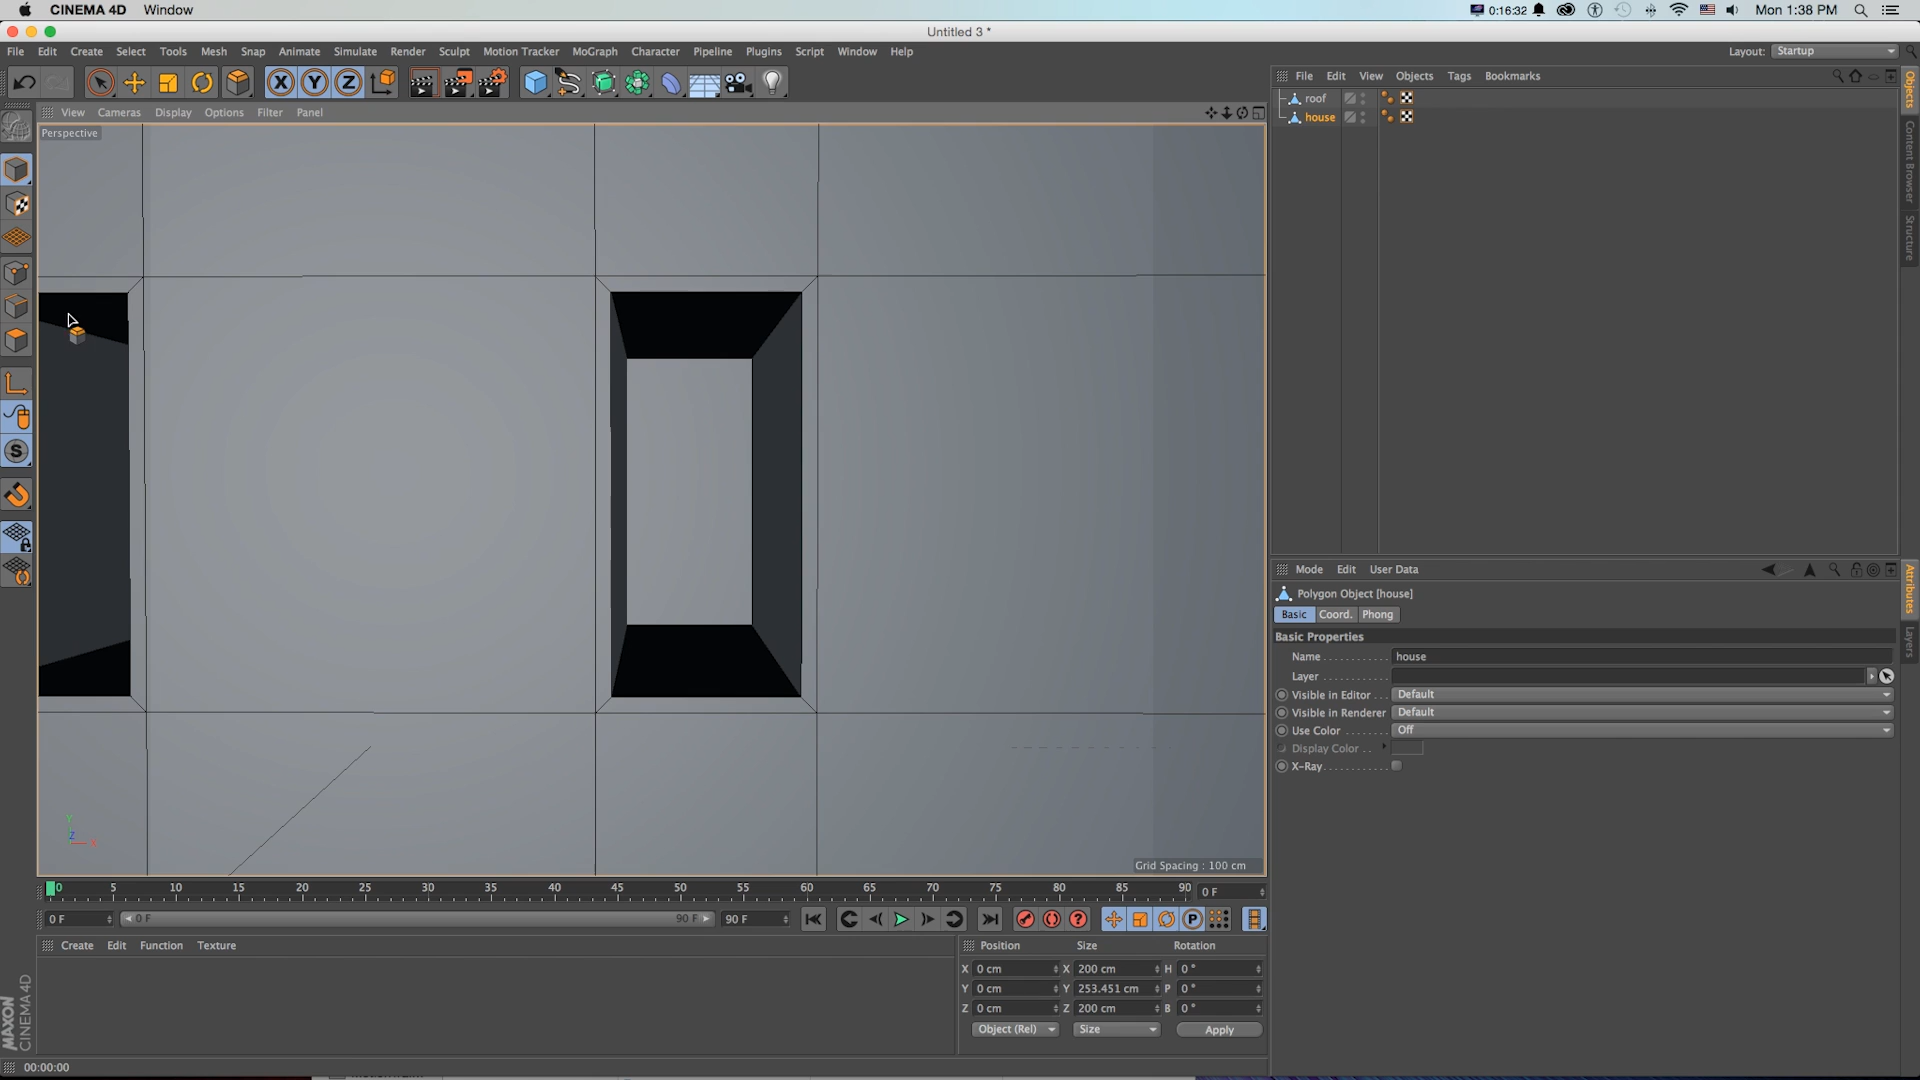 CINEMA 4D Window 0:16:32 Mon 1:38 PM
Untitled 3 *
File Edit Create Select Tools Mesh Snap Animate Simulate Render Sculpt Motion Tracker MoGraph Character Pipeline Plugins Script Window Help Layout: Startup
X Y Z
File Edit View Objects Tags Bookmarks
View Cameras Display Options Filter Panel
Perspective
roof
house
Objects
Content Browser
Structure
S
Mode Edit User Data
Polygon Object [house]
Basic Coord. Phong
Basic Properties
Name house
Layer
Visible in Editor Default
Visible in Renderer Default
Use Color Off
Display Color
X-Ray
Attributes
Layers
Y
Z
X
Grid Spacing : 100 cm
0 5 10 15 20 25 30 35 40 45 50 55 60 65 70 75 80 85 90 0 F
0 F 0 F 90 F 90 F
P
Create Edit Function Texture
Position Size Rotation
X 0 cm X 200 cm H 0 °
Y 0 cm Y 253.451 cm P 0 °
Z 0 cm Z 200 cm B 0 °
Object (Rel) Size Apply
MAXON
CINEMA 4D
00:00:00